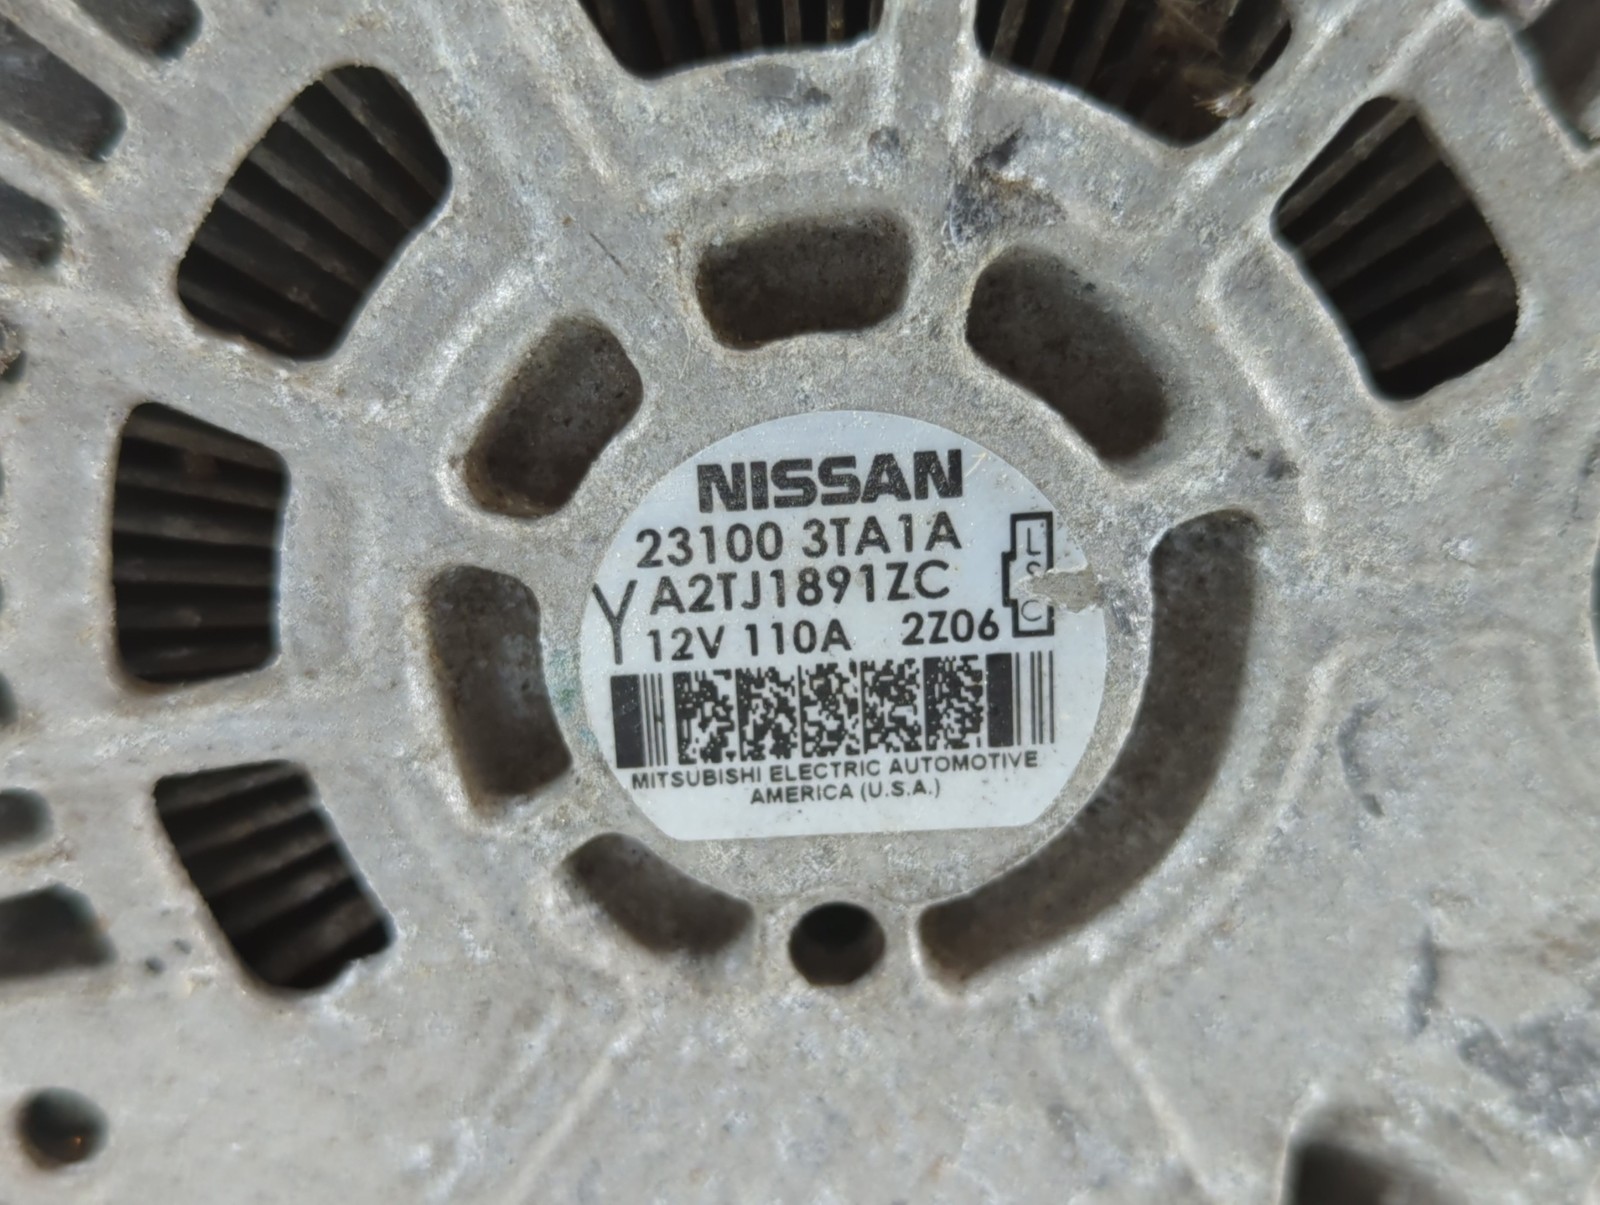 NISSAN
23100 3TA1A
Y A2TJ1891ZC
12V 110A 2Z06
L
S
C
MITSUBISHI ELECTRIC AUTOMOTIVE
AMERICA (U.S.A.)